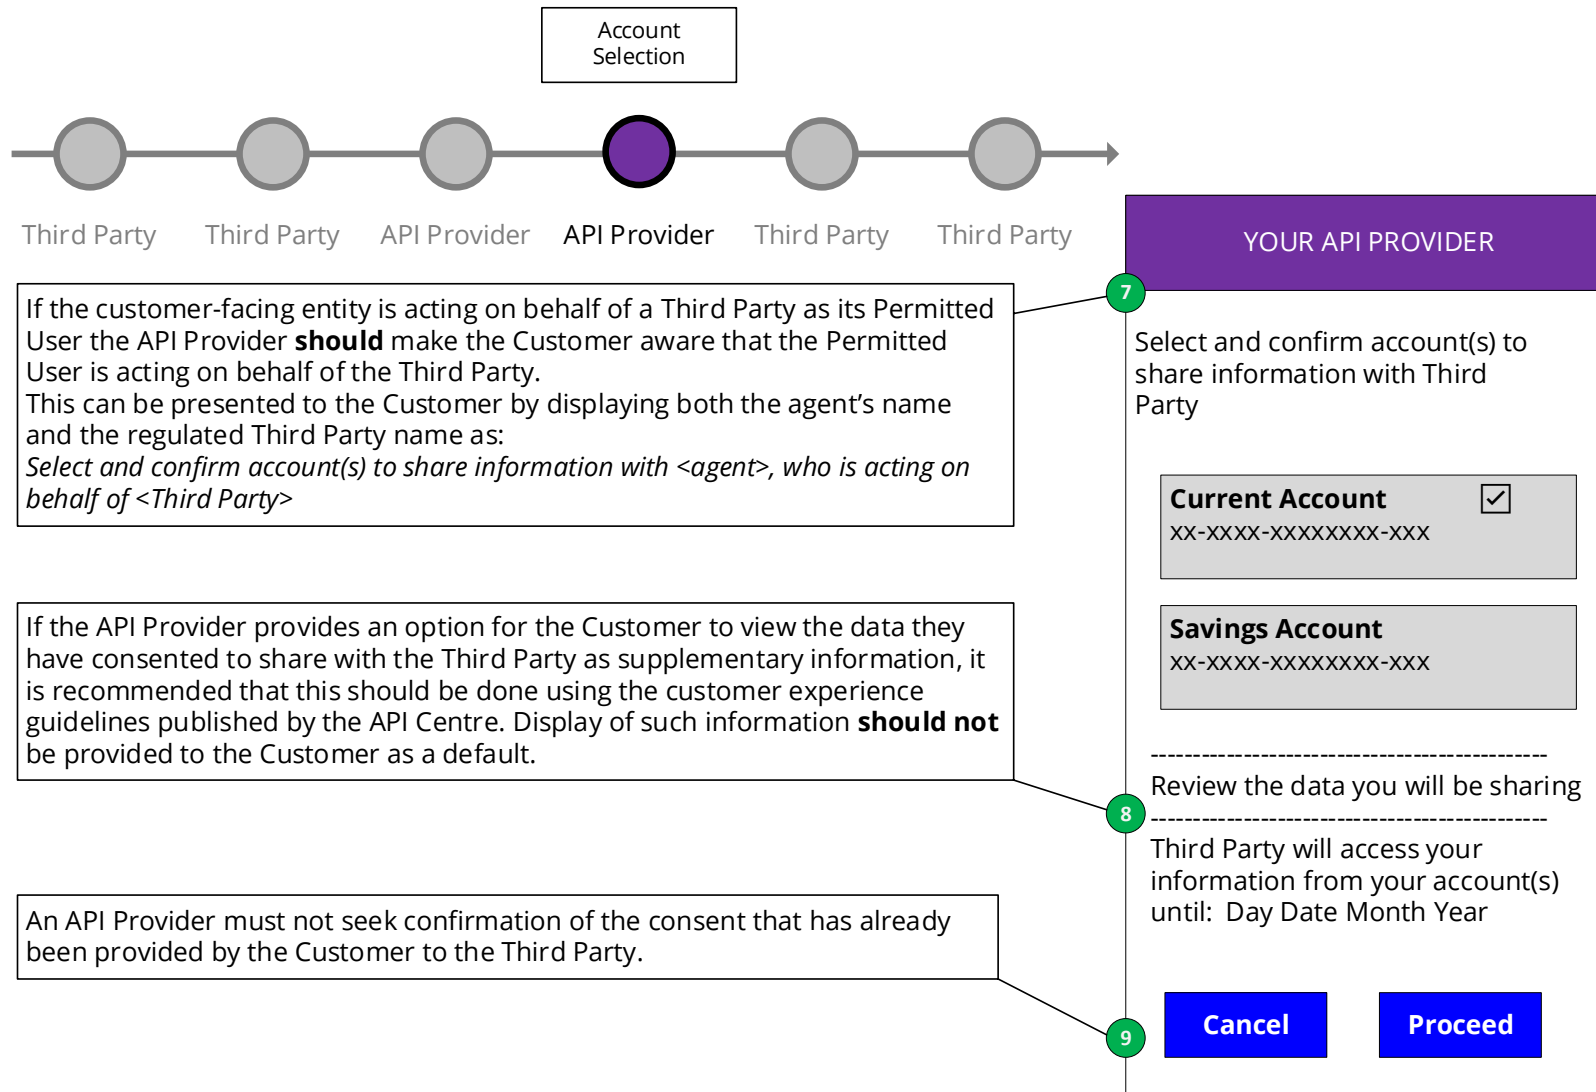 Account
Selection
Third Party
Third Party
API Provider
API Provider
Third Party
Third Party
YOUR API PROVIDER
7
If the customer-facing entity is acting on behalf of a Third Party as its Permitted
User the API Provider should make the Customer aware that the Permitted
User is acting on behalf of the Third Party.
This can be presented to the Customer by displaying both the agent’s name
and the regulated Third Party name as:
Select and confirm account(s) to share information with <agent>, who is acting on
behalf of <Third Party>
Select and confirm account(s) to
share information with Third
Party
Current Account
xx-xxxx-xxxxxxxx-xxx
Savings Account
xx-xxxx-xxxxxxxx-xxx
If the API Provider provides an option for the Customer to view the data they
have consented to share with the Third Party as supplementary information, it
is recommended that this should be done using the customer experience
guidelines published by the API Centre. Display of such information should not
be provided to the Customer as a default.
-----------------------------------------------
Review the data you will be sharing
-----------------------------------------------
8
Third Party will access your
information from your account(s)
until:  Day Date Month Year
An API Provider must not seek confirmation of the consent that has already
been provided by the Customer to the Third Party.
9
Cancel
Proceed